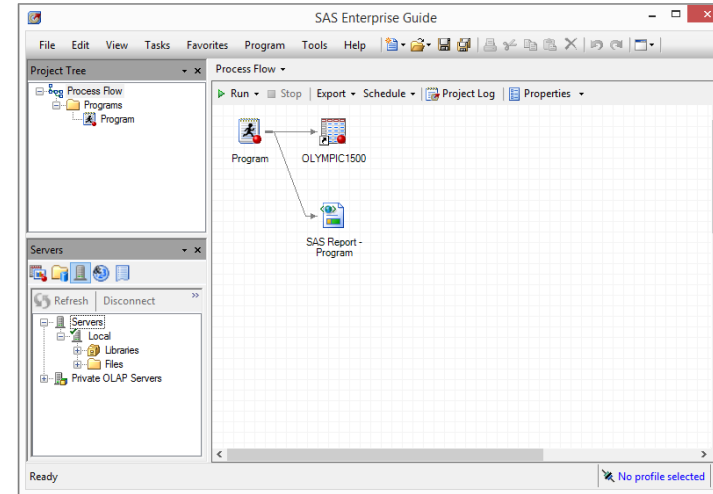 SAS Enterprise Guide
File Edit View Tasks Favorites Program Tools Help
Project Tree
Process Flow
Programs
Program
Process Flow
Run Stop Export Schedule Project Log Properties
Program OLYMPIC1500
SAS Report -
Program
Servers
Refresh Disconnect
Servers
Local
Libraries
Files
Private OLAP Servers
Ready No profile selected